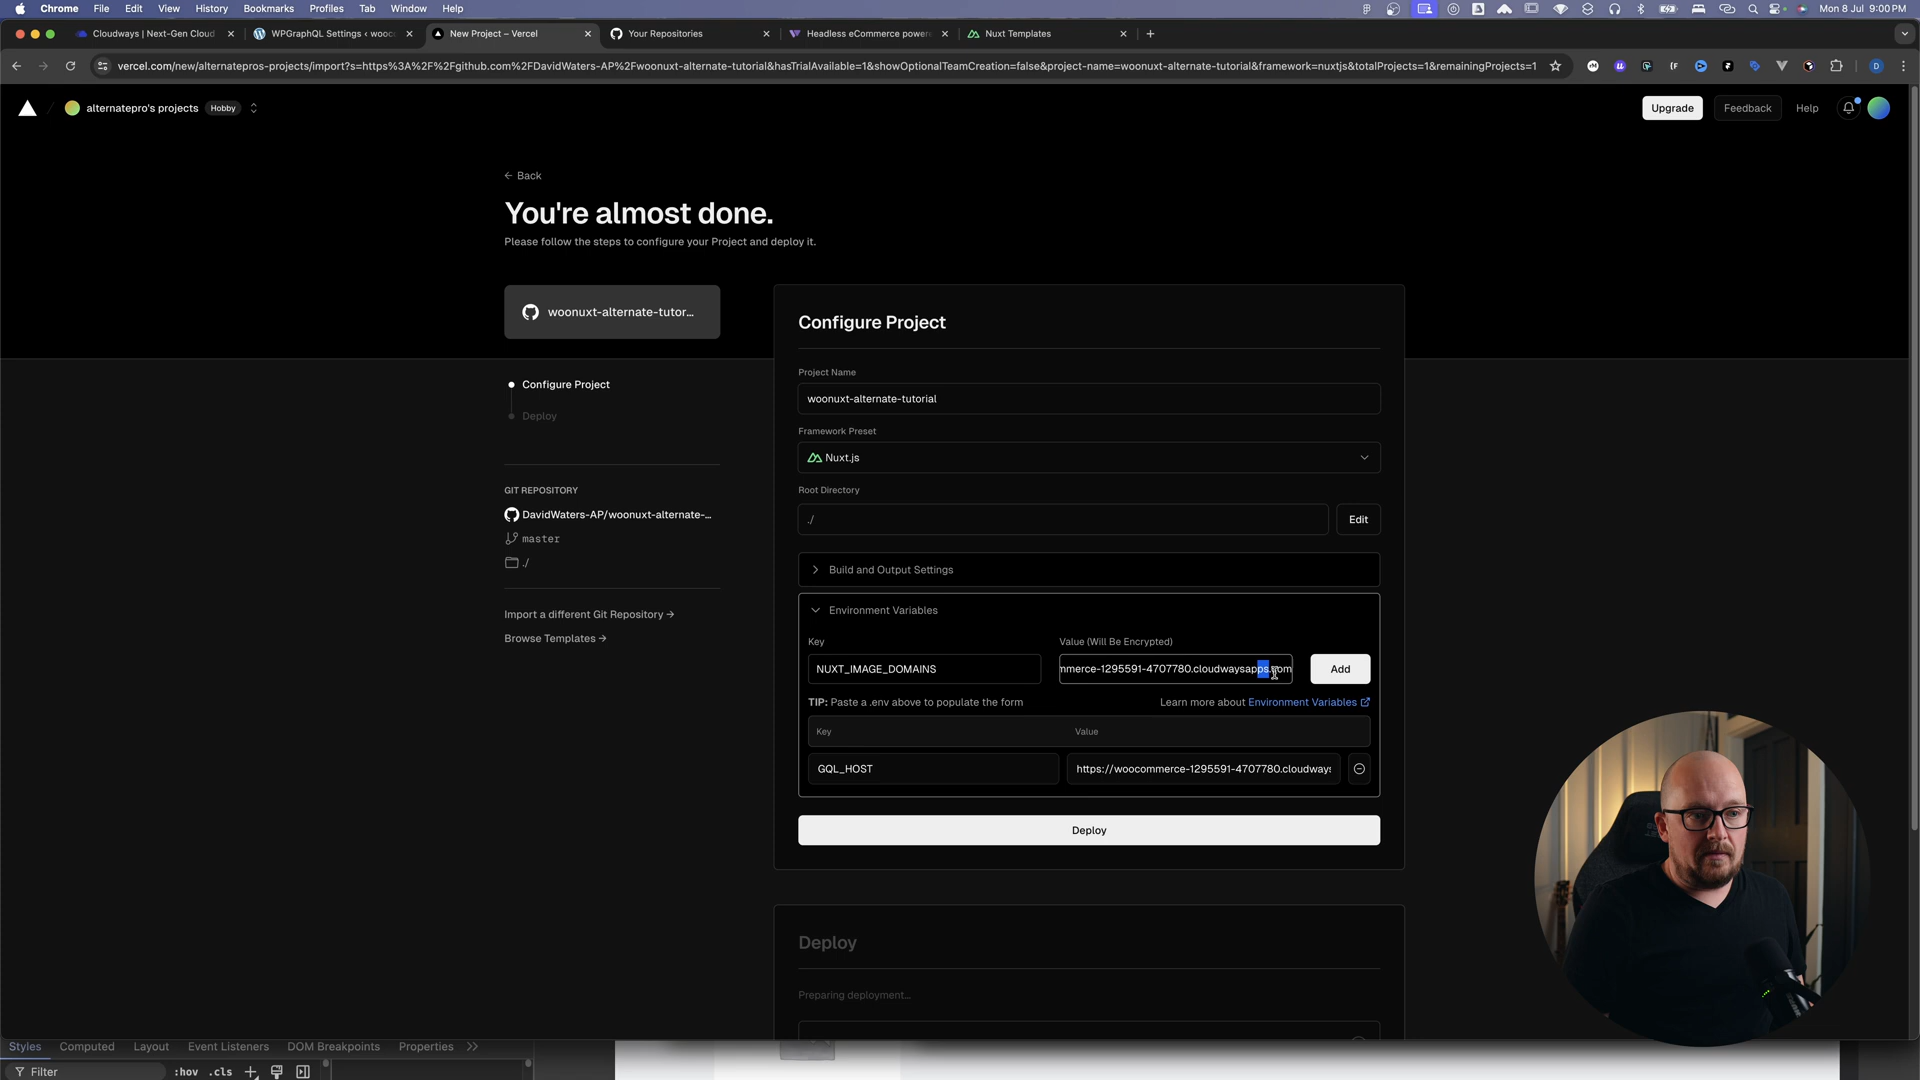 Chrome File Edit View History Bookmarks Profiles Tab Window Help
Mon 8 Jul 9:00 PM
Cloudways | Next-Gen Cloud
WPGraphQL Settings ‹ wooc
New Project – Vercel
Your Repositories
Headless eCommerce powere
Nuxt Templates
vercel.com/new/alternatepros-projects/import?s=https%3A%2F%2Fgithub.com%2FDavidWaters-AP%2Fwoonuxt-alternate-tutorial&hasTrialAvailable=1&showOptionalTeamCreation=false&project-name=woonuxt-alternate-tutorial&framework=nuxtjs&totalProjects=1&remainingProjects=1
alternatepro's projects Hobby
Upgrade Feedback Help
← Back
You're almost done.
Please follow the steps to configure your Project and deploy it.
woonuxt-alternate-tutor...
Configure Project
Deploy
GIT REPOSITORY
DavidWaters-AP/woonuxt-alternate-...
master
./
Import a different Git Repository →
Browse Templates →
Configure Project
Project Name
woonuxt-alternate-tutorial
Framework Preset
Nuxt.js
Root Directory
./
Edit
Build and Output Settings
Environment Variables
Key Value (Will Be Encrypted)
NUXT_IMAGE_DOMAINS mmerce-1295591-4707780.cloudwaysapps.com Add
TIP: Paste a .env above to populate the form Learn more about Environment Variables
Key Value
GQL_HOST https://woocommerce-1295591-4707780.cloudways
Deploy
Deploy
Preparing deployment...
Styles Computed Layout Event Listeners DOM Breakpoints Properties
Filter :hov .cls